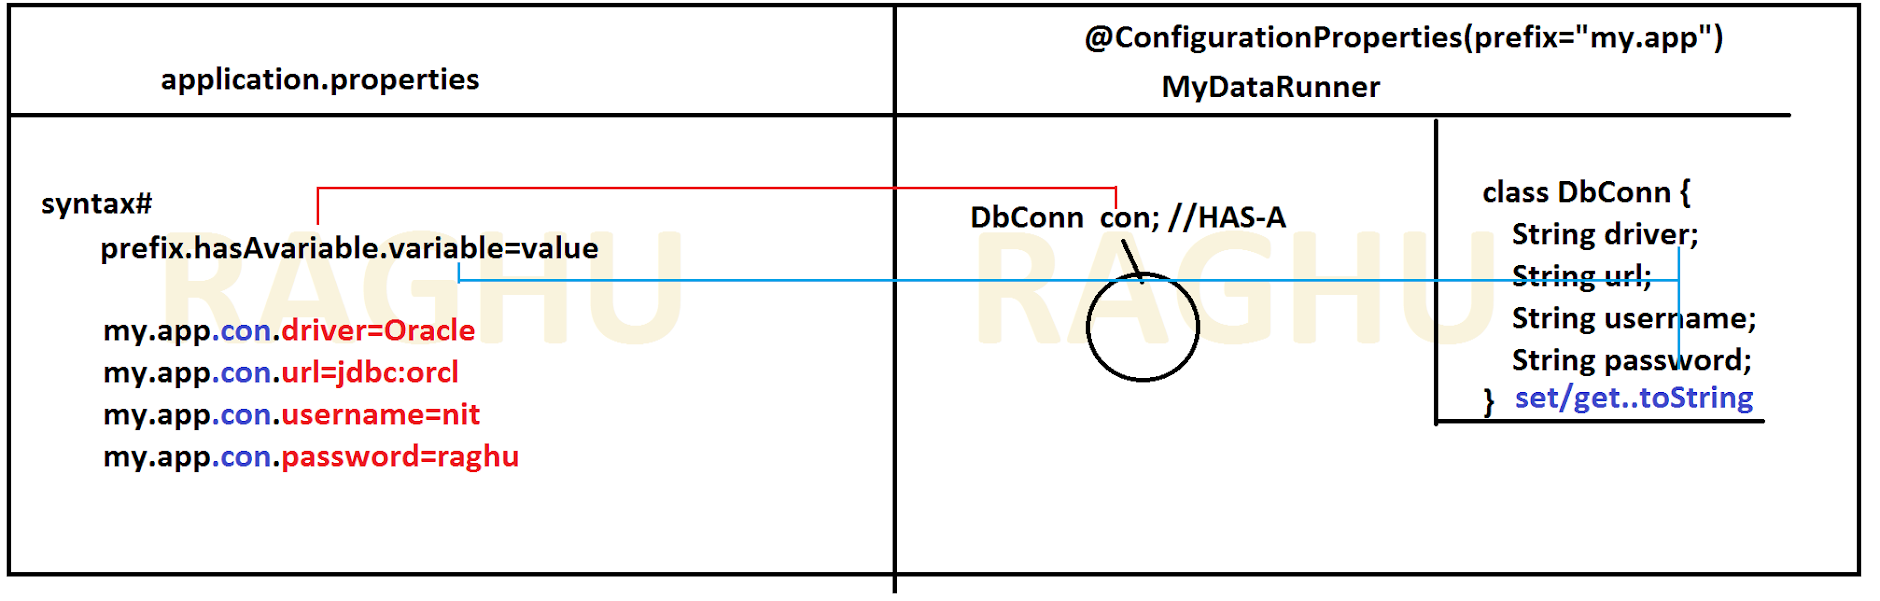 application.properties
@ConfigurationProperties(prefix="my.app")
MyDataRunner
syntax#
prefix.hasAvariable.variable=value
my.app.con.driver=Oracle
my.app.con.url=jdbc:orcl
my.app.con.username=nit
my.app.con.password=raghu
DbConn con; //HAS-A
class DbConn {
String driver;
String url;
String username;
String password;
} set/get..toString
RAGHU
RAGHU